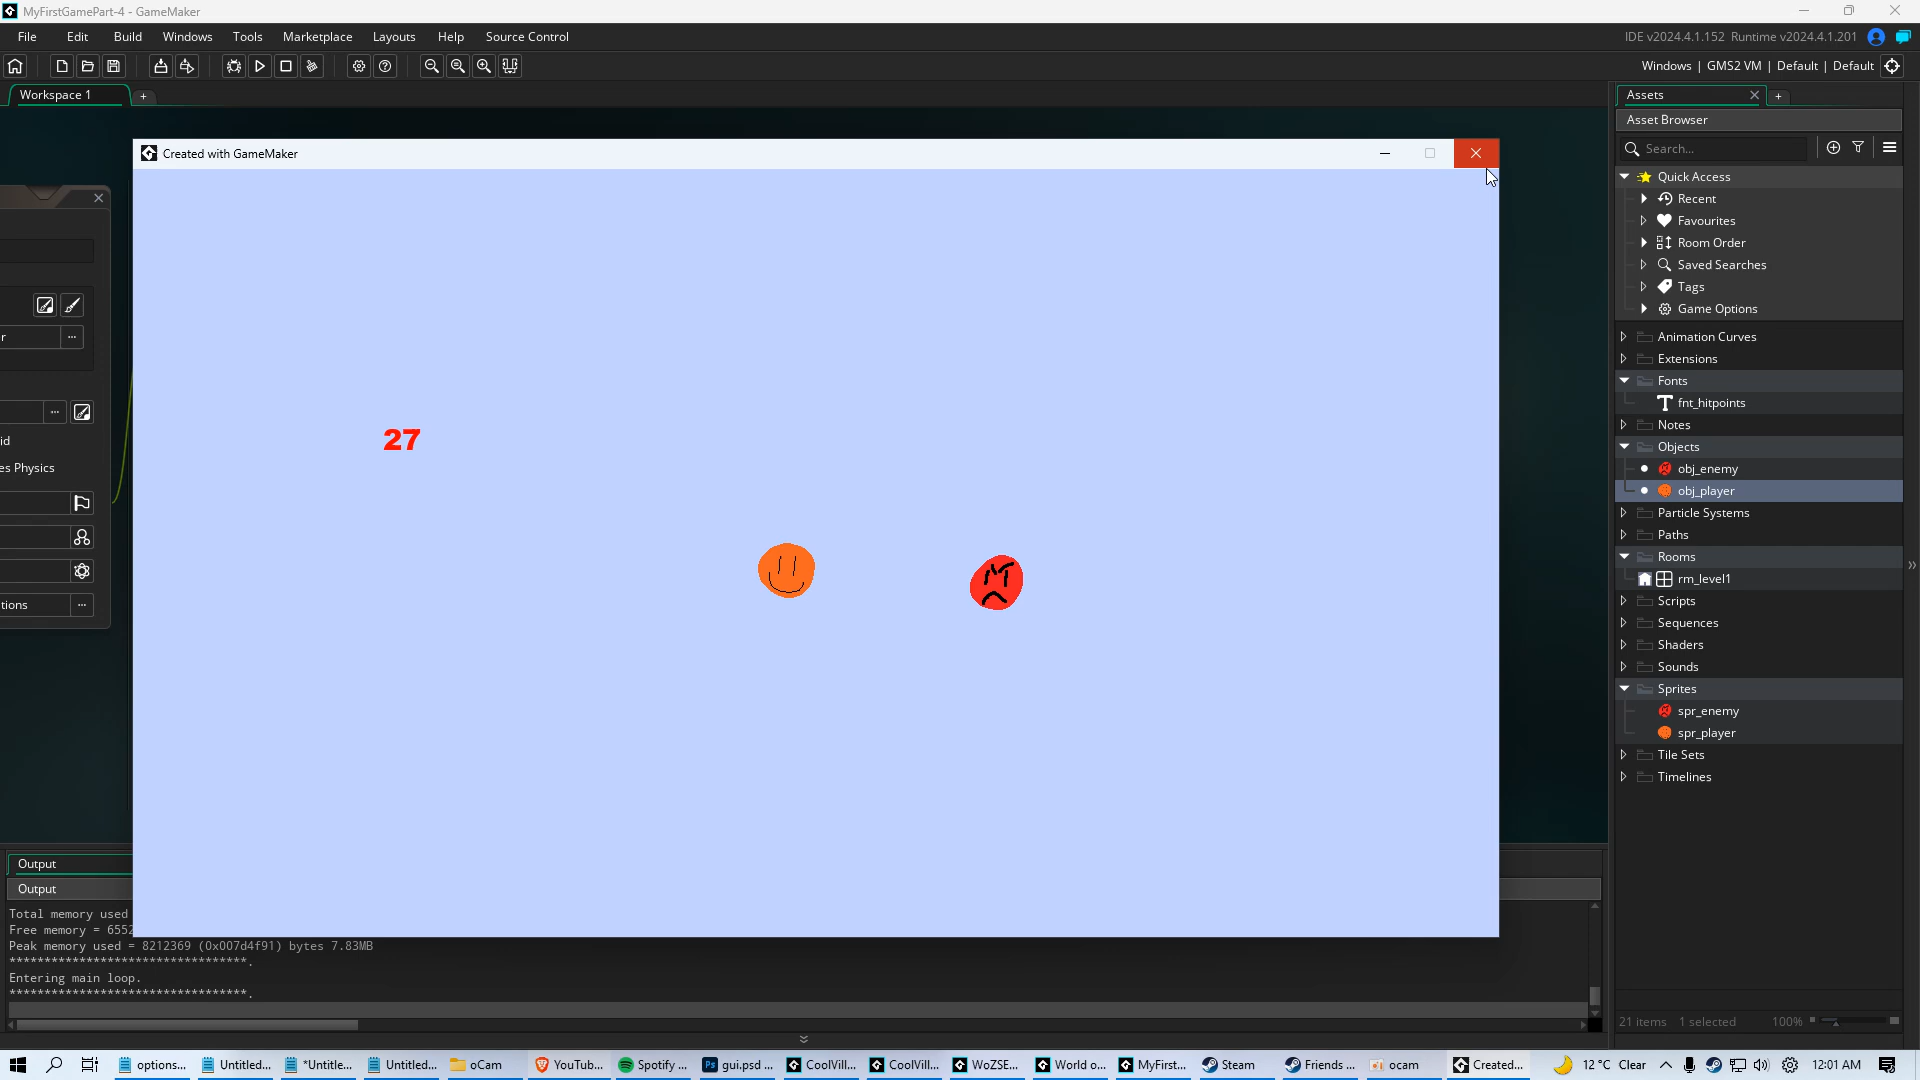 MyFirstGamePart-4 - GameMaker
File Edit Build Windows Tools Marketplace Layouts Help Source Control
IDE v2024.4.1.152 Runtime v2024.4.1.201
Windows | GMS2 VM | Default | Default
Workspace 1
Created with GameMaker
27
r
id
es Physics
tions
Assets
Asset Browser
Search...
Quick Access
Recent
Favourites
Room Order
Saved Searches
Tags
Game Options
Animation Curves
Extensions
Fonts
fnt_hitpoints
Notes
Objects
obj_enemy
obj_player
Particle Systems
Paths
Rooms
rm_level1
Scripts
Sequences
Shaders
Sounds
Sprites
spr_enemy
spr_player
Tile Sets
Timelines
21 items 1 selected 100%
Output
Output
Total memory used
Free memory = 6552
Peak memory used = 8212369 (0x007d4f91) bytes 7.83MB
*********************************.
Entering main loop.
*********************************.
options... Untitled... *Untitle... Untitled... oCam YouTub... Spotify ... gui.psd ... CoolVill... CoolVill... WoZSE... World o... MyFirst... Steam Friends ... ocam Created... 12 °C Clear 12:01 AM